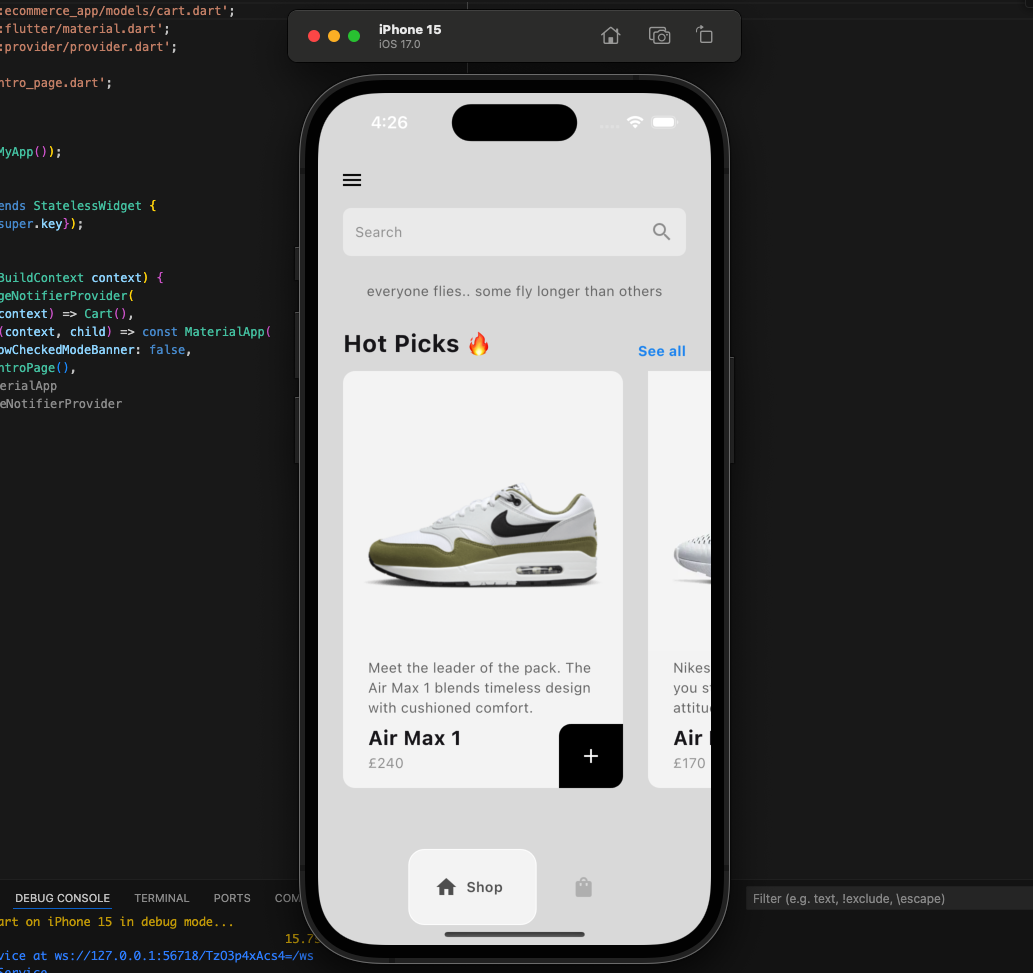 :ecommerce_app/models/cart.dart';
:flutter/material.dart';
:provider/provider.dart';
ntro_page.dart';
MyApp());
ends StatelessWidget {
super.key});
BuildContext context) {
geNotifierProvider(
context) => Cart(),
(context, child) => const MaterialApp(
owCheckedModeBanner: false,
ntroPage(),
erialApp
eNotifierProvider
iPhone 15
iOS 17.0
4:26
Search
everyone flies.. some fly longer than others
Hot Picks 🔥
See all
Meet the leader of the pack. The
Air Max 1 blends timeless design
with cushioned comfort.
Air Max 1
£240
+
Nikes
you s
attitu
Air
£170
Shop
DEBUG CONSOLE
TERMINAL
PORTS
COM
Filter (e.g. text, !exclude, \escape)
art on iPhone 15 in debug mode...
15.7
vice at ws://127.0.0.1:56718/TzO3p4xAcs4=/ws
Service